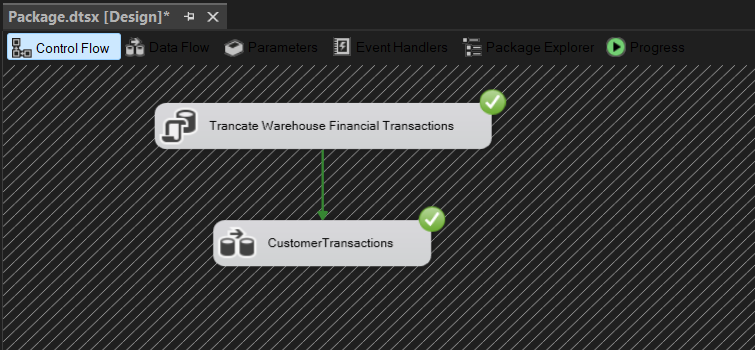 Package.dtsx [Design]*
Control Flow Data Flow Parameters Event Handlers Package Explorer Progress
Trancate Warehouse Financial Transactions
CustomerTransactions